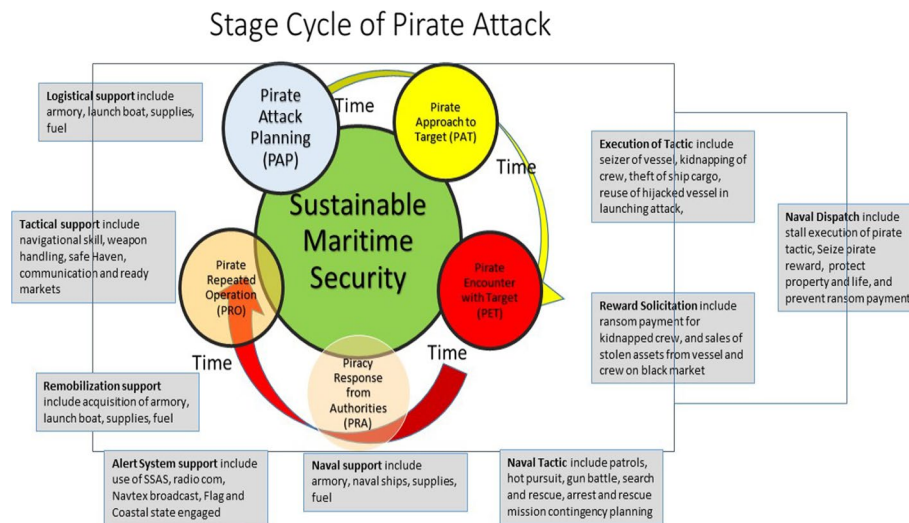 Stage Cycle of Pirate Attack
Logistical support include
armory, launch boat, supplies,
fuel
Pirate
Attack
Planning
(PAP)
Time
Pirate
Approach to
Target (PAT)
Time
Execution of Tactic include
seizer of vessel, kidnapping of
crew, theft of ship cargo,
reuse of hijacked vessel in
launching attack,
Naval Dispatch include
stall execution of pirate
tactic, Seize pirate
reward, protect
property and life, and
prevent ransom payment
Tactical support include
navigational skill, weapon
handling, safe Haven,
communication and ready
markets
Sustainable
Maritime
Security
Pirate
Repeated
Operation
(PRO)
Pirate
Encounter
with Target
(PET)
Reward Solicitation include
ransom payment for
kidnapped crew, and sales of
stolen assets from vessel and
crew on black market
Time
Time
Piracy
Response
from
Authorities
(PRA)
Remobilization support
include acquisition of armory,
launch boat, supplies, fuel
Alert System support include
use of SSAS, radio com,
Navtex broadcast, Flag and
Coastal state engaged
Naval support include
armory, naval ships, supplies,
fuel
Naval Tactic include patrols,
hot pursuit, gun battle, search
and rescue, arrest and rescue
mission contingency planning